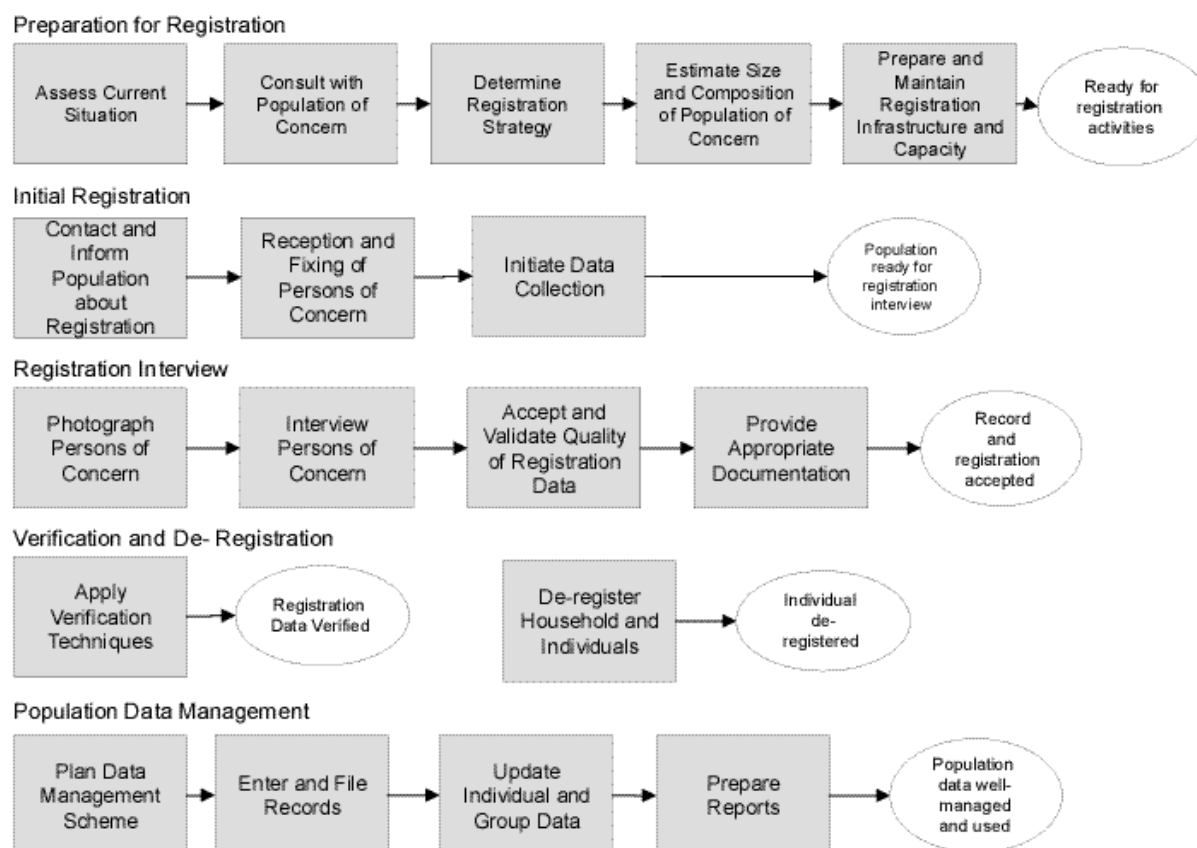 Preparation for Registration
Assess Current
Situation
Consult with
Population of
Concern
Determine
Registration
Strategy
Estimate Size
and Composition
of Population of
Concern
Prepare and
Maintain
Registration
Infrastructure and
Capacity
Ready for
registration
activities
Initial Registration
Contact and
Inform
Population
about
Registration
Reception and
Fixing of
Persons of
Concern
Initiate Data
Collection
Population
ready for
registration
interview
Registration Interview
Photograph
Persons of
Concern
Interview
Persons of
Concern
Accept and
Validate Quality
of Registration
Data
Provide
Appropriate
Documentation
Record
and
registration
accepted
Verification and De- Registration
Apply
Verification
Techniques
Registration
Data Verified
De-register
Household and
Individuals
Individual
de-
registered
Population Data Management
Plan Data
Management
Scheme
Enter and File
Records
Update
Individual and
Group Data
Prepare
Reports
Population
data well-
managed
and used